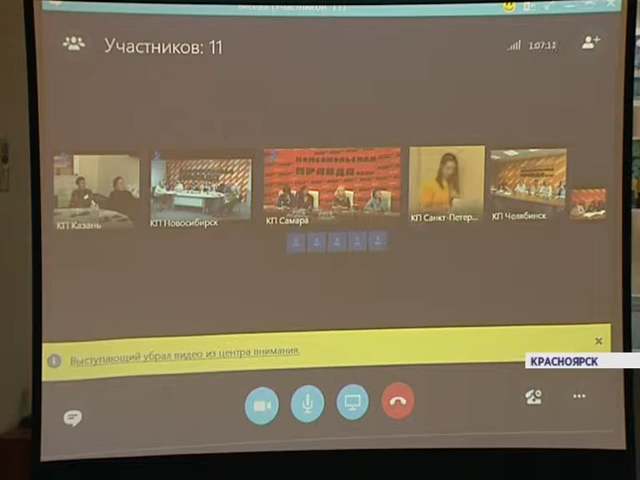 Участников: 11
1:07:11
КОМСОМОЛЬСКАЯ
ПРАВДА
КП Казань
КП Новосибирск
КП Самара
КП Санкт-Петер...
КП Челябинск
Выступающий убрал видео из центра внимания.
КРАСНОЯРСК